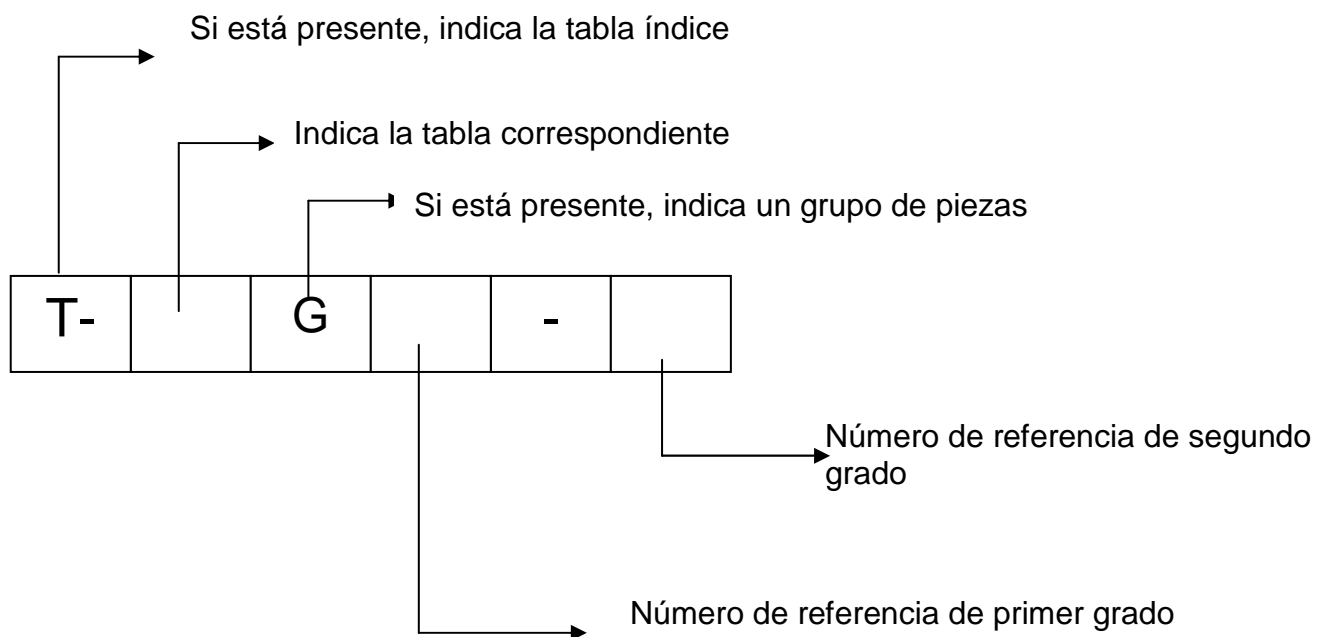 Si está presente, indica la tabla índice
Indica la tabla correspondiente
Si está presente, indica un grupo de piezas
T- G -
Número de referencia de segundo
grado
Número de referencia de primer grado